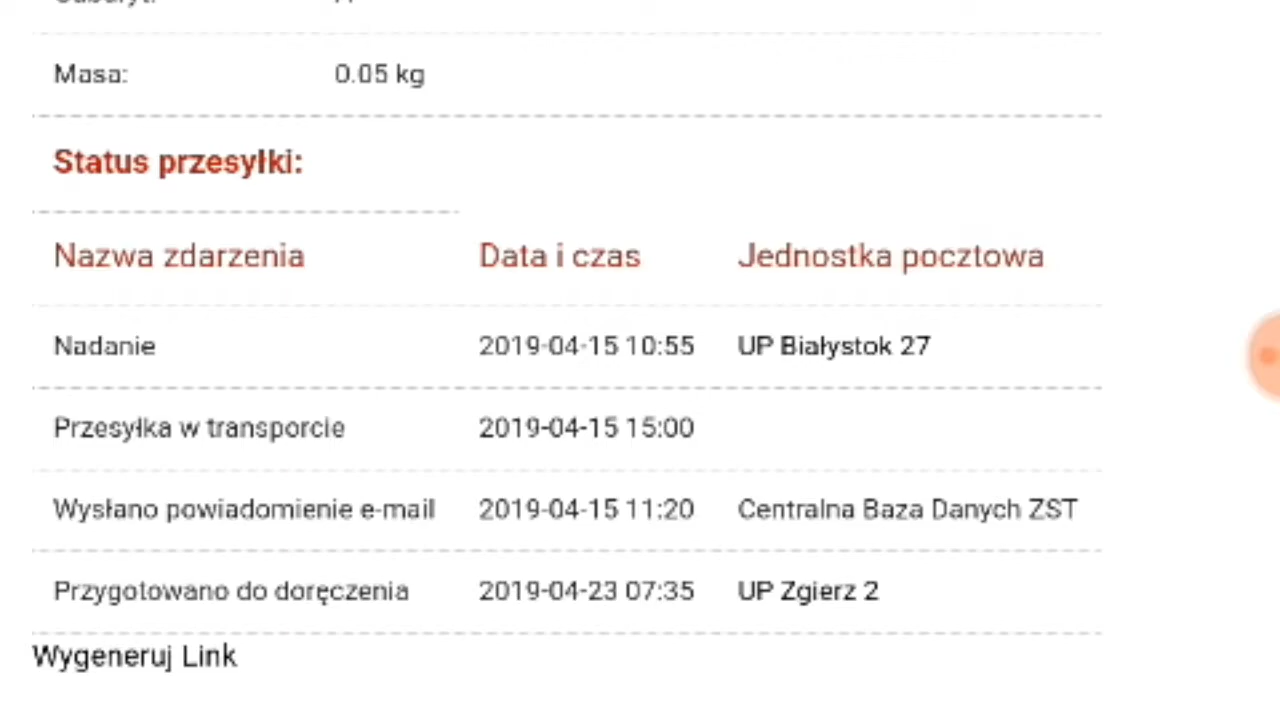 Masa: 0.05 kg
Status przesyłki:
Nazwa zdarzenia Data i czas Jednostka pocztowa
Nadanie 2019-04-15 10:55 UP Białystok 27
Przesyłka w transporcie 2019-04-15 15:00
Wysłano powiadomienie e-mail 2019-04-15 11:20 Centralna Baza Danych ZST
Przygotowano do doręczenia 2019-04-23 07:35 UP Zgierz 2
Wygeneruj Link